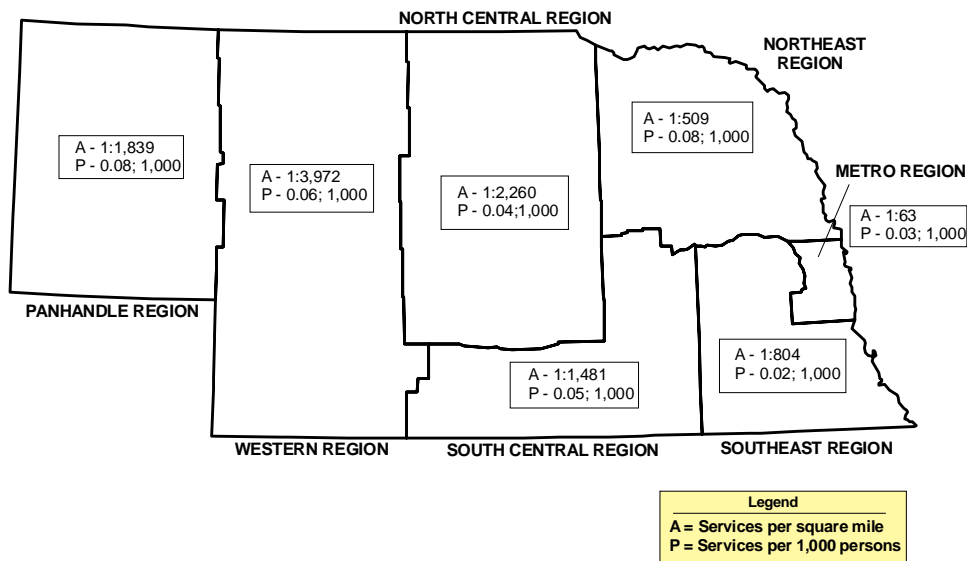 NORTH CENTRAL REGION
NORTHEAST
REGION
A - 1:509
P - 0.08; 1,000
A - 1:1,839
P - 0.08; 1,000
A - 1:3,972
P - 0.06; 1,000
A - 1:2,260
P - 0.04;1,000
METRO REGION
A - 1:63
P - 0.03; 1,000
PANHANDLE REGION
A - 1:804
P - 0.02; 1,000
A - 1:1,481
P - 0.05; 1,000
WESTERN REGION
SOUTH CENTRAL REGION
SOUTHEAST REGION
Legend
A = Services per square mile
P = Services per 1,000 persons